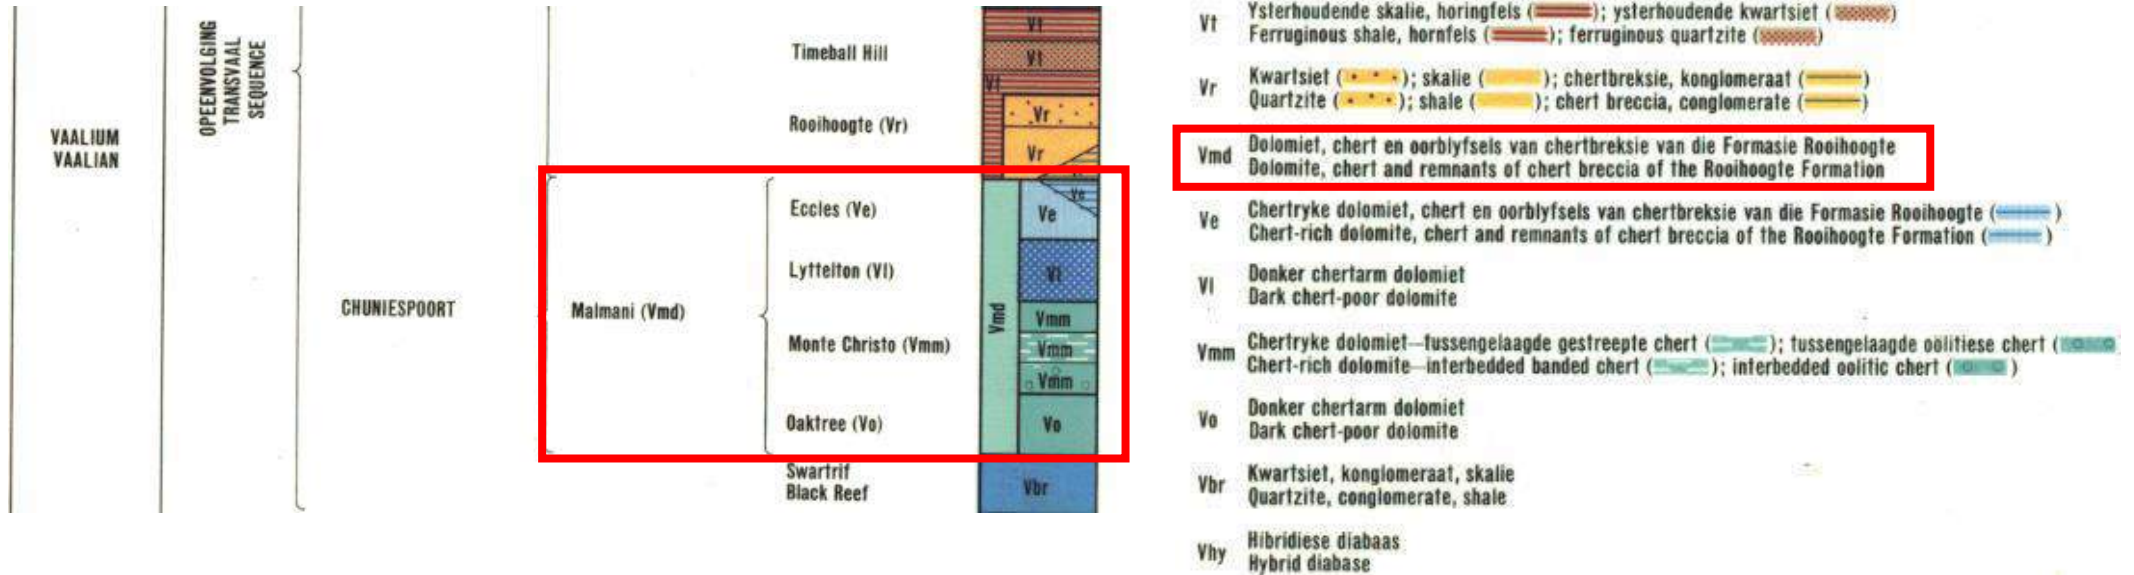 VAALIUM
VAALIAN
OPEENVOLGING
TRANSVAAL
SEQUENCE
CHUNIESPOORT
Malmani (Vmd)
Timeball Hill
Rooihoogte (Vr)
Eccles (Ve)
Lyttelton (Vl)
Monte Christo (Vmm)
Oaktree (Vo)
Swartrif
Black Reef
Vt
Vt
Vt
Vr
Vr
Ve
Ve
Vl
Vmd
Vmm
Vmm
Vmm
Vo
Vbr
Vt
Ysterhoudende skalie, horingfels ( ); ysterhoudende kwartsiet ( )
Ferruginous shale, hornfels ( ); ferruginous quartzite ( )
Vr
Kwartsiet ( ); skalie ( ); chertbreksie, konglomeraat ( )
Quartzite ( ); shale ( ); chert breccia, conglomerate ( )
Vmd
Dolomiet, chert en oorblyfsels van chertbreksie van die Formasie Rooihoogte
Dolomite, chert and remnants of chert breccia of the Rooihoogte Formation
Ve
Chertryke dolomiet, chert en oorblyfsels van chertbreksie van die Formasie Rooihoogte ( )
Chert-rich dolomite, chert and remnants of chert breccia of the Rooihoogte Formation ( )
Vl
Donker chertarm dolomiet
Dark chert-poor dolomite
Vmm
Chertryke dolomiet—tussengelaagde gestreepte chert ( ); tussengelaagde oölitiese chert (
Chert-rich dolomite—interbedded banded chert ( ); interbedded oolitic chert ( )
Vo
Donker chertarm dolomiet
Dark chert-poor dolomite
Vbr
Kwartsiet, konglomeraat, skalie
Quartzite, conglomerate, shale
Vhy
Hibridiese diabaas
Hybrid diabase